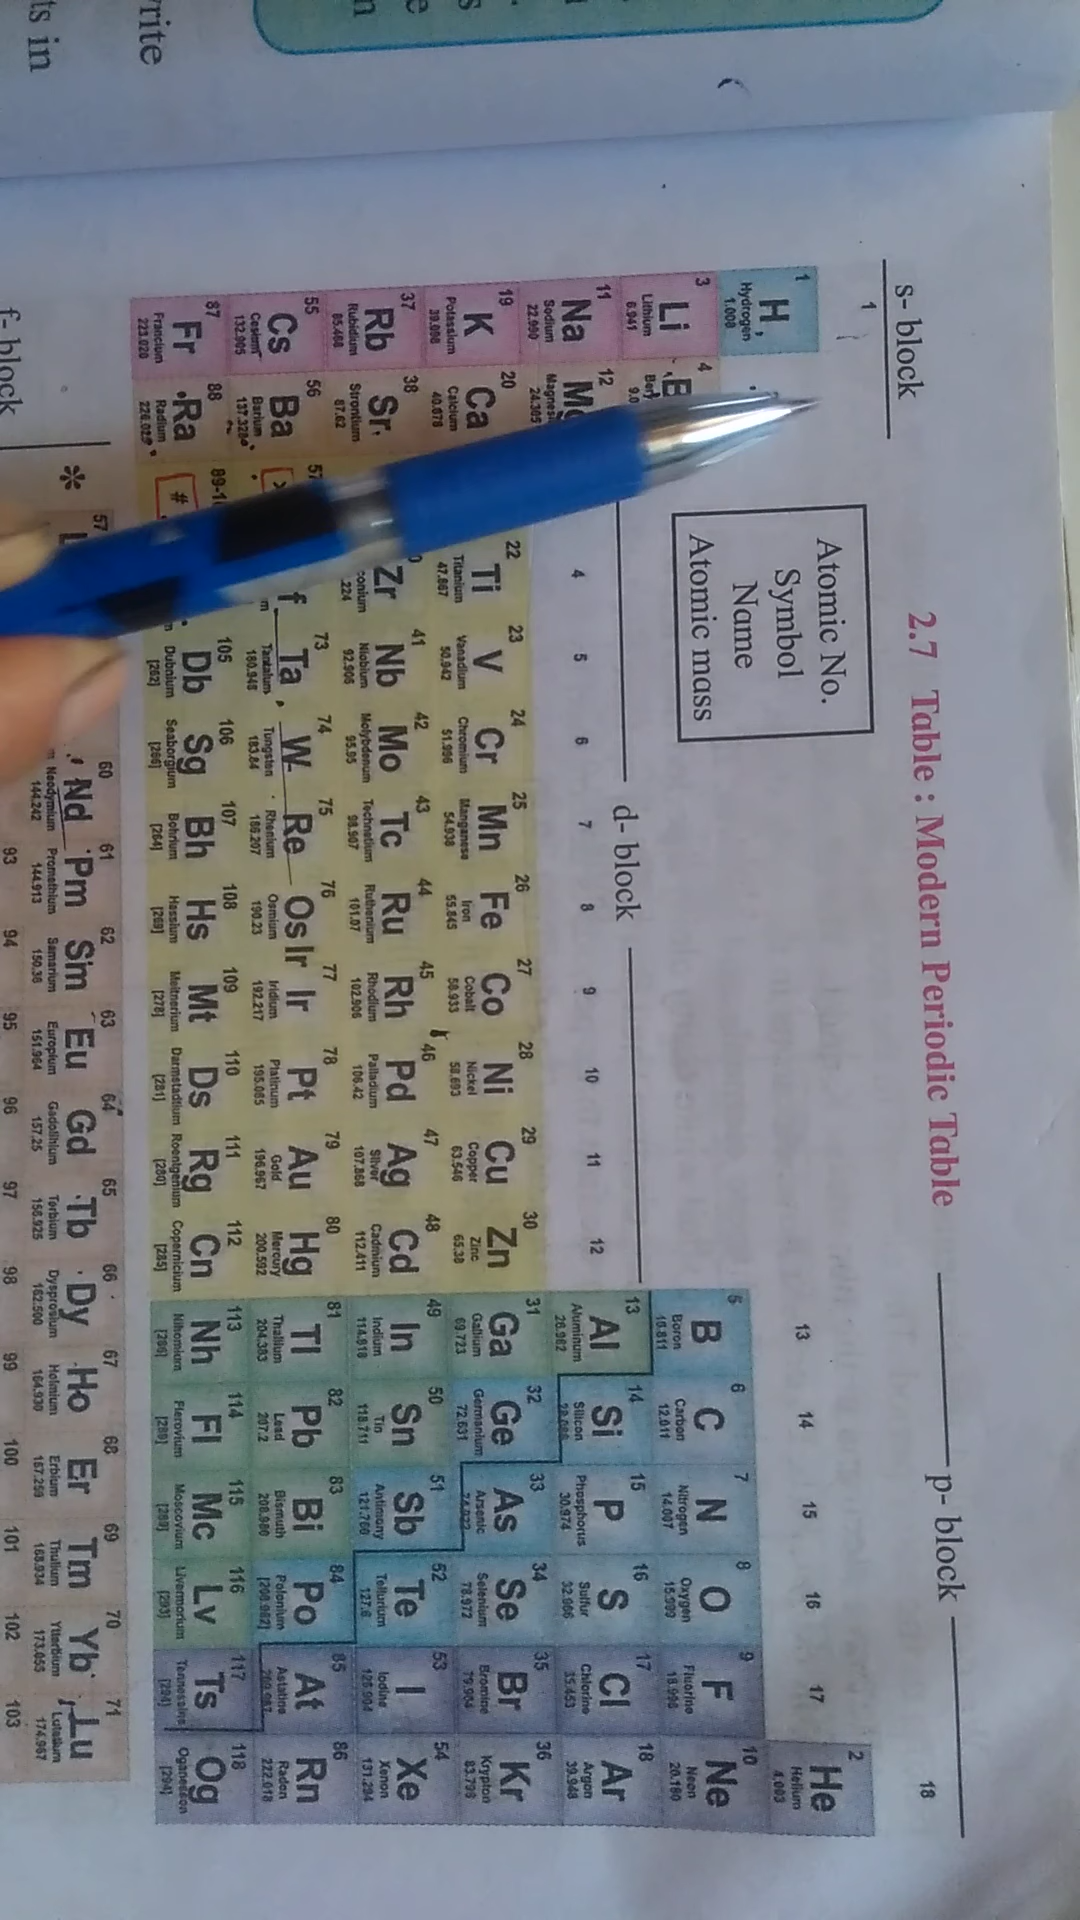 2.7 Table : Modern Periodic Table
s- block
p- block
1
18
Atomic No.
Symbol
Name
Atomic mass
1 H Hydrogen 1.008
2 He Helium 4.003
13 14 15 16 17
3 Li Lithium 6.941
4
5 B Boron
6 C Carbon 12.011
7 N Nitrogen 14.007
8 O Oxygen 15.999
9 F Fluorine 18.998
10 Ne Neon 20.180
d- block
11 Na Sodium 22.990
12 24.305
4 5 6 7 8 9 10 11 12
13 Al Aluminum 26.982
14 Si Silicon
15 P Phosphorus 30.974
16 S Sulfur 32.066
17 Cl Chlorine 35.453
18 Ar Argon 39.948
19 K Potassium 39.098
20 Ca Calcium 40.078
22 Ti Titanium 47.867
23 V Vanadium 50.942
24 Cr Chromium 51.996
25 Mn Manganese 54.938
26 Fe Iron 55.845
27 Co Cobalt 58.933
28 Ni Nickel 58.693
29 Cu Copper 63.546
30 Zn Zinc 65.38
31 Ga Gallium 69.723
32 Ge Germanium 72.631
33 As Arsenic
34 Se Selenium 78.972
35 Br Bromine 79.904
36 Kr Krypton 83.798
37 Rb Rubidium 85.468
38 Sr Strontium 87.62
Zr
41 Nb Niobium 92.906
42 Mo Molybdenum 95.95
43 Tc Technetium 98.907
44 Ru Ruthenium 101.07
45 Rh Rhodium 102.906
46 Pd Palladium 106.42
47 Ag Silver 107.868
48 Cd Cadmium 112.411
49 In Indium 114.818
50 Sn Tin 118.711
51 Sb Antimony 121.760
52 Te Tellurium 127.6
53 I Iodine 126.904
54 Xe Xenon 131.294
55 Cs Cesium 132.905
56 Ba Barium 137.328
57
73 Ta Tantalum 180.948
74 W Tungsten 183.84
75 Re Rhenium 186.207
76 Os Osmium 190.23
77 Ir Ir Iridium 192.217
78 Pt Platinum 195.085
79 Au Gold 196.967
80 Hg Mercury 200.592
81 Tl Thallium 204.383
82 Pb Lead 207.2
83 Bi Bismuth 208.980
84 Po Polonium [208.982]
85 At Astatine
86 Rn Radon 222.018
87 Fr Francium 223.020
88 Ra Radium
#
105 Db Dubnium [262]
106 Sg Seaborgium [266]
107 Bh Bohrium [264]
108 Hs Hassium [269]
109 Mt Meitnerium [278]
110 Ds Darmstadtium [281]
111 Rg Roentgenium [280]
112 Cn Copernicium [285]
113 Nh Nihonium [286]
114 Fl Flerovium [289]
115 Mc Moscovium [289]
116 Lv Livermorium [293]
117 Ts Tennessine [294]
118 Og Oganesson [294]
f- block
*
57
60 Nd Neodymium 144.242
61 Pm Promethium 144.913
62 Sm Samarium 150.36
63 Eu Europium 151.964
64 Gd Gadolinium 157.25
65 Tb Terbium 158.925
66 Dy Dysprosium 162.500
67 Ho Holmium 164.930
68 Er Erbium 167.259
69 Tm Thulium 168.934
70 Yb Ytterbium 173.055
71 Lu Lutetium 174.967
93 94 95 96 97 98 99 100 101 102 103
rite
ts in